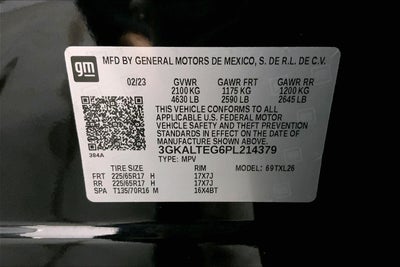 gm
MFD BY GENERAL MOTORS DE MEXICO, S. DE R.L. DE C.V.
02/23 GVWR GAWR FRT GAWR RR
2100 KG 1175 KG 1200 KG
4630 LB 2590 LB 2645 LB
THIS VEHICLE CONFORMS TO ALL
APPLICABLE U.S. FEDERAL MOTOR
VEHICLE SAFETY AND THEFT PREVENTION
STANDARDS IN EFFECT ON THE DATE OF
MANUFACTURE SHOWN ABOVE.
384A
3GKALTEG6PL214379
TYPE: MPV MODEL: 69TXL26
TIRE SIZE RIM
FRT 225/65R17 H 17X7J
RR 225/65R17 H 17X7J
SPA T135/70R16 M 16X4BT